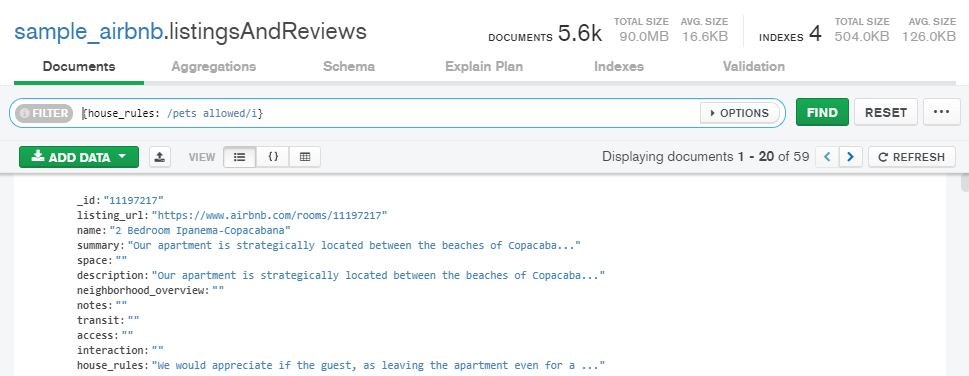 sample_airbnb.listingsAndReviews
DOCUMENTS 5.6k TOTAL SIZE 90.0MB AVG. SIZE 16.6KB INDEXES 4 TOTAL SIZE 504.0KB AVG. SIZE 126.0KB
Documents Aggregations Schema Explain Plan Indexes Validation
FILTER {house_rules: /pets allowed/i} OPTIONS FIND RESET ...
ADD DATA VIEW {} Displaying documents 1 - 20 of 59 < > REFRESH
_id: "11197217"
listing_url: "https://www.airbnb.com/rooms/11197217"
name: "2 Bedroom Ipanema-Copacabana"
summary: "Our apartment is strategically located between the beaches of Copacaba..."
space: ""
description: "Our apartment is strategically located between the beaches of Copacaba..."
neighborhood_overview: ""
notes: ""
transit: ""
access: ""
interaction: ""
house_rules: "We would appreciate if the guest, as leaving the apartment even for a ..."